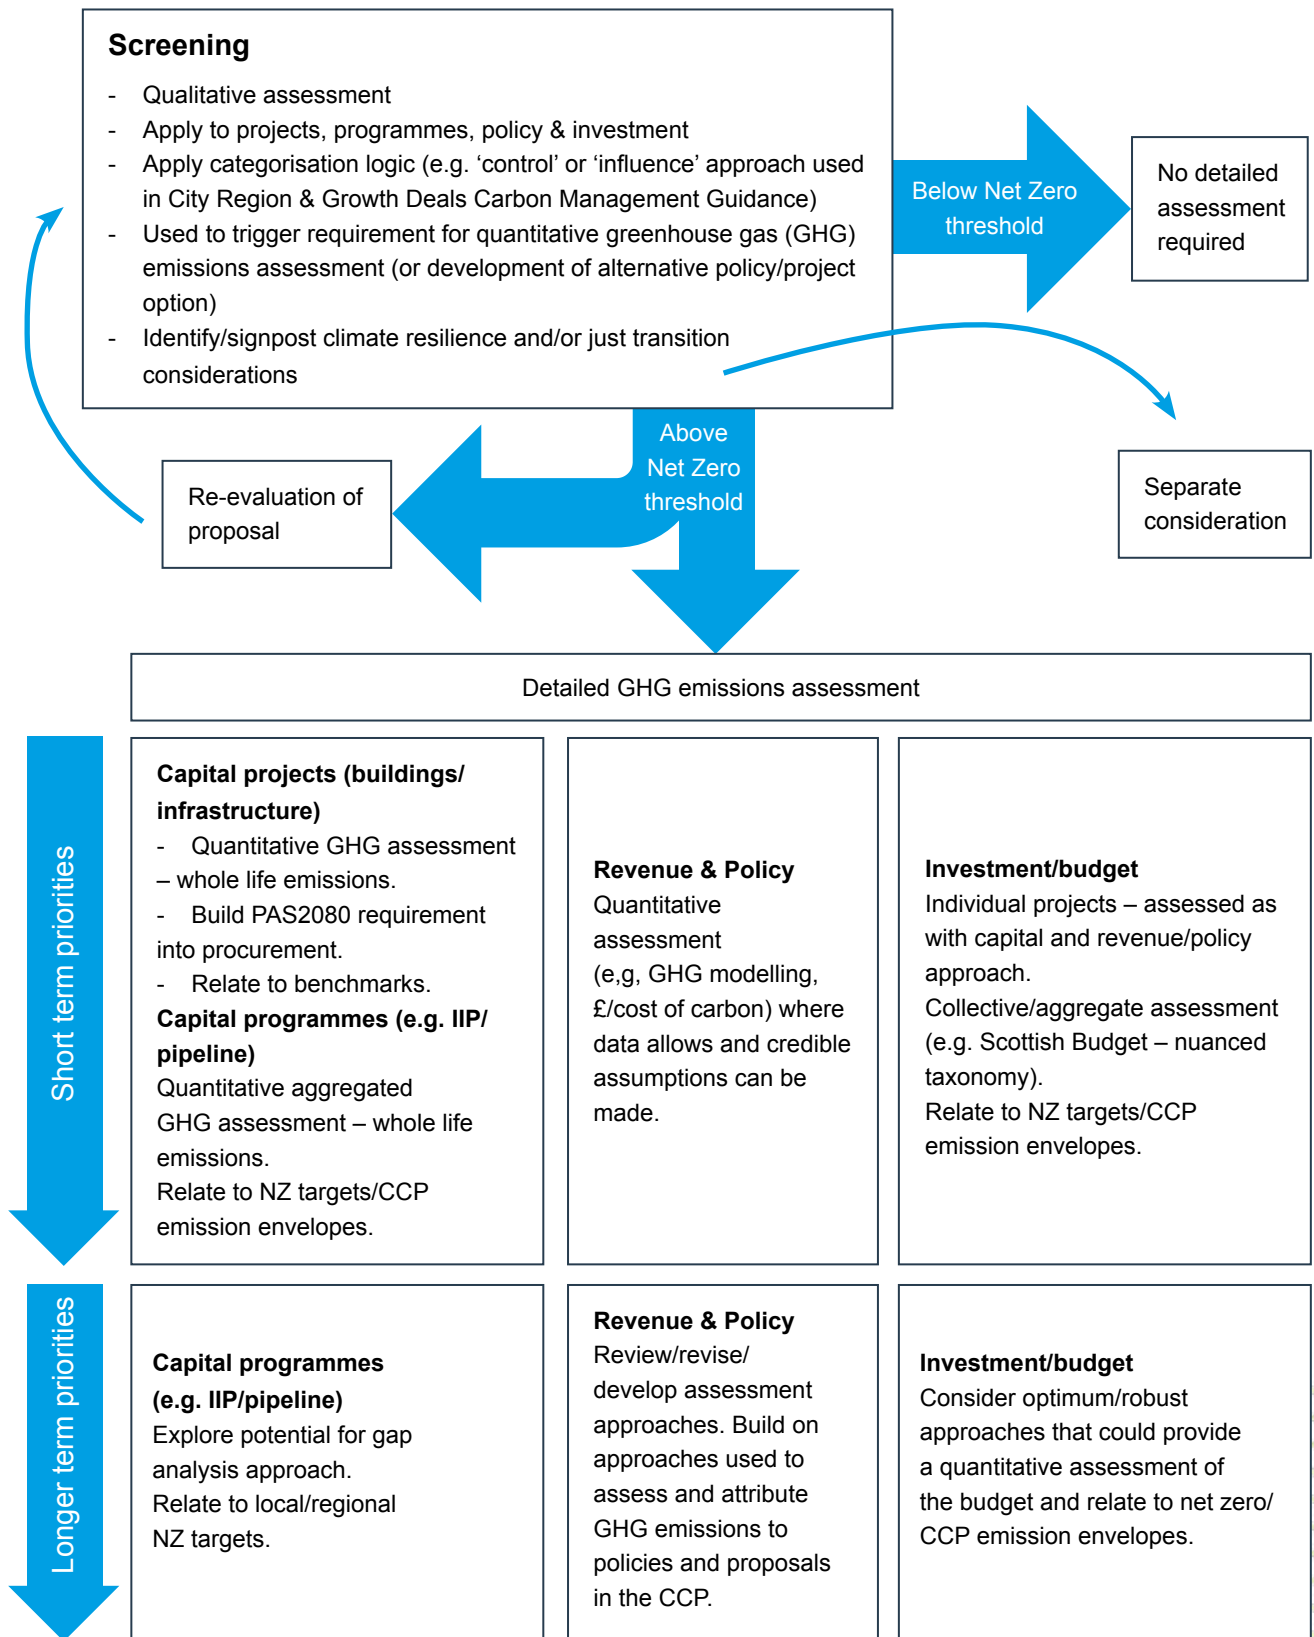 Screening
- Qualitative assessment
- Apply to projects, programmes, policy & investment
- Apply categorisation logic (e.g. ‘control’ or ‘influence’ approach used
in City Region & Growth Deals Carbon Management Guidance)
- Used to trigger requirement for quantitative greenhouse gas (GHG)
emissions assessment (or development of alternative policy/project
option)
- Identify/signpost climate resilience and/or just transition
considerations
Below Net Zero
threshold
No detailed
assessment
required
Above
Net Zero
threshold
Re-evaluation of
proposal
Separate
consideration
Detailed GHG emissions assessment
Short term priorities
Capital projects (buildings/
infrastructure)
- Quantitative GHG assessment
– whole life emissions.
- Build PAS2080 requirement
into procurement.
- Relate to benchmarks.
Capital programmes (e.g. IIP/
pipeline)
Quantitative aggregated
GHG assessment – whole life
emissions.
Relate to NZ targets/CCP
emission envelopes.
Revenue & Policy
Quantitative
assessment
(e,g, GHG modelling,
£/cost of carbon) where
data allows and credible
assumptions can be
made.
Investment/budget
Individual projects – assessed as
with capital and revenue/policy
approach.
Collective/aggregate assessment
(e.g. Scottish Budget – nuanced
taxonomy).
Relate to NZ targets/CCP
emission envelopes.
Longer term priorities
Capital programmes
(e.g. IIP/pipeline)
Explore potential for gap
analysis approach.
Relate to local/regional
NZ targets.
Revenue & Policy
Review/revise/
develop assessment
approaches. Build on
approaches used to
assess and attribute
GHG emissions to
policies and proposals
in the CCP.
Investment/budget
Consider optimum/robust
approaches that could provide
a quantitative assessment of
the budget and relate to net zero/
CCP emission envelopes.